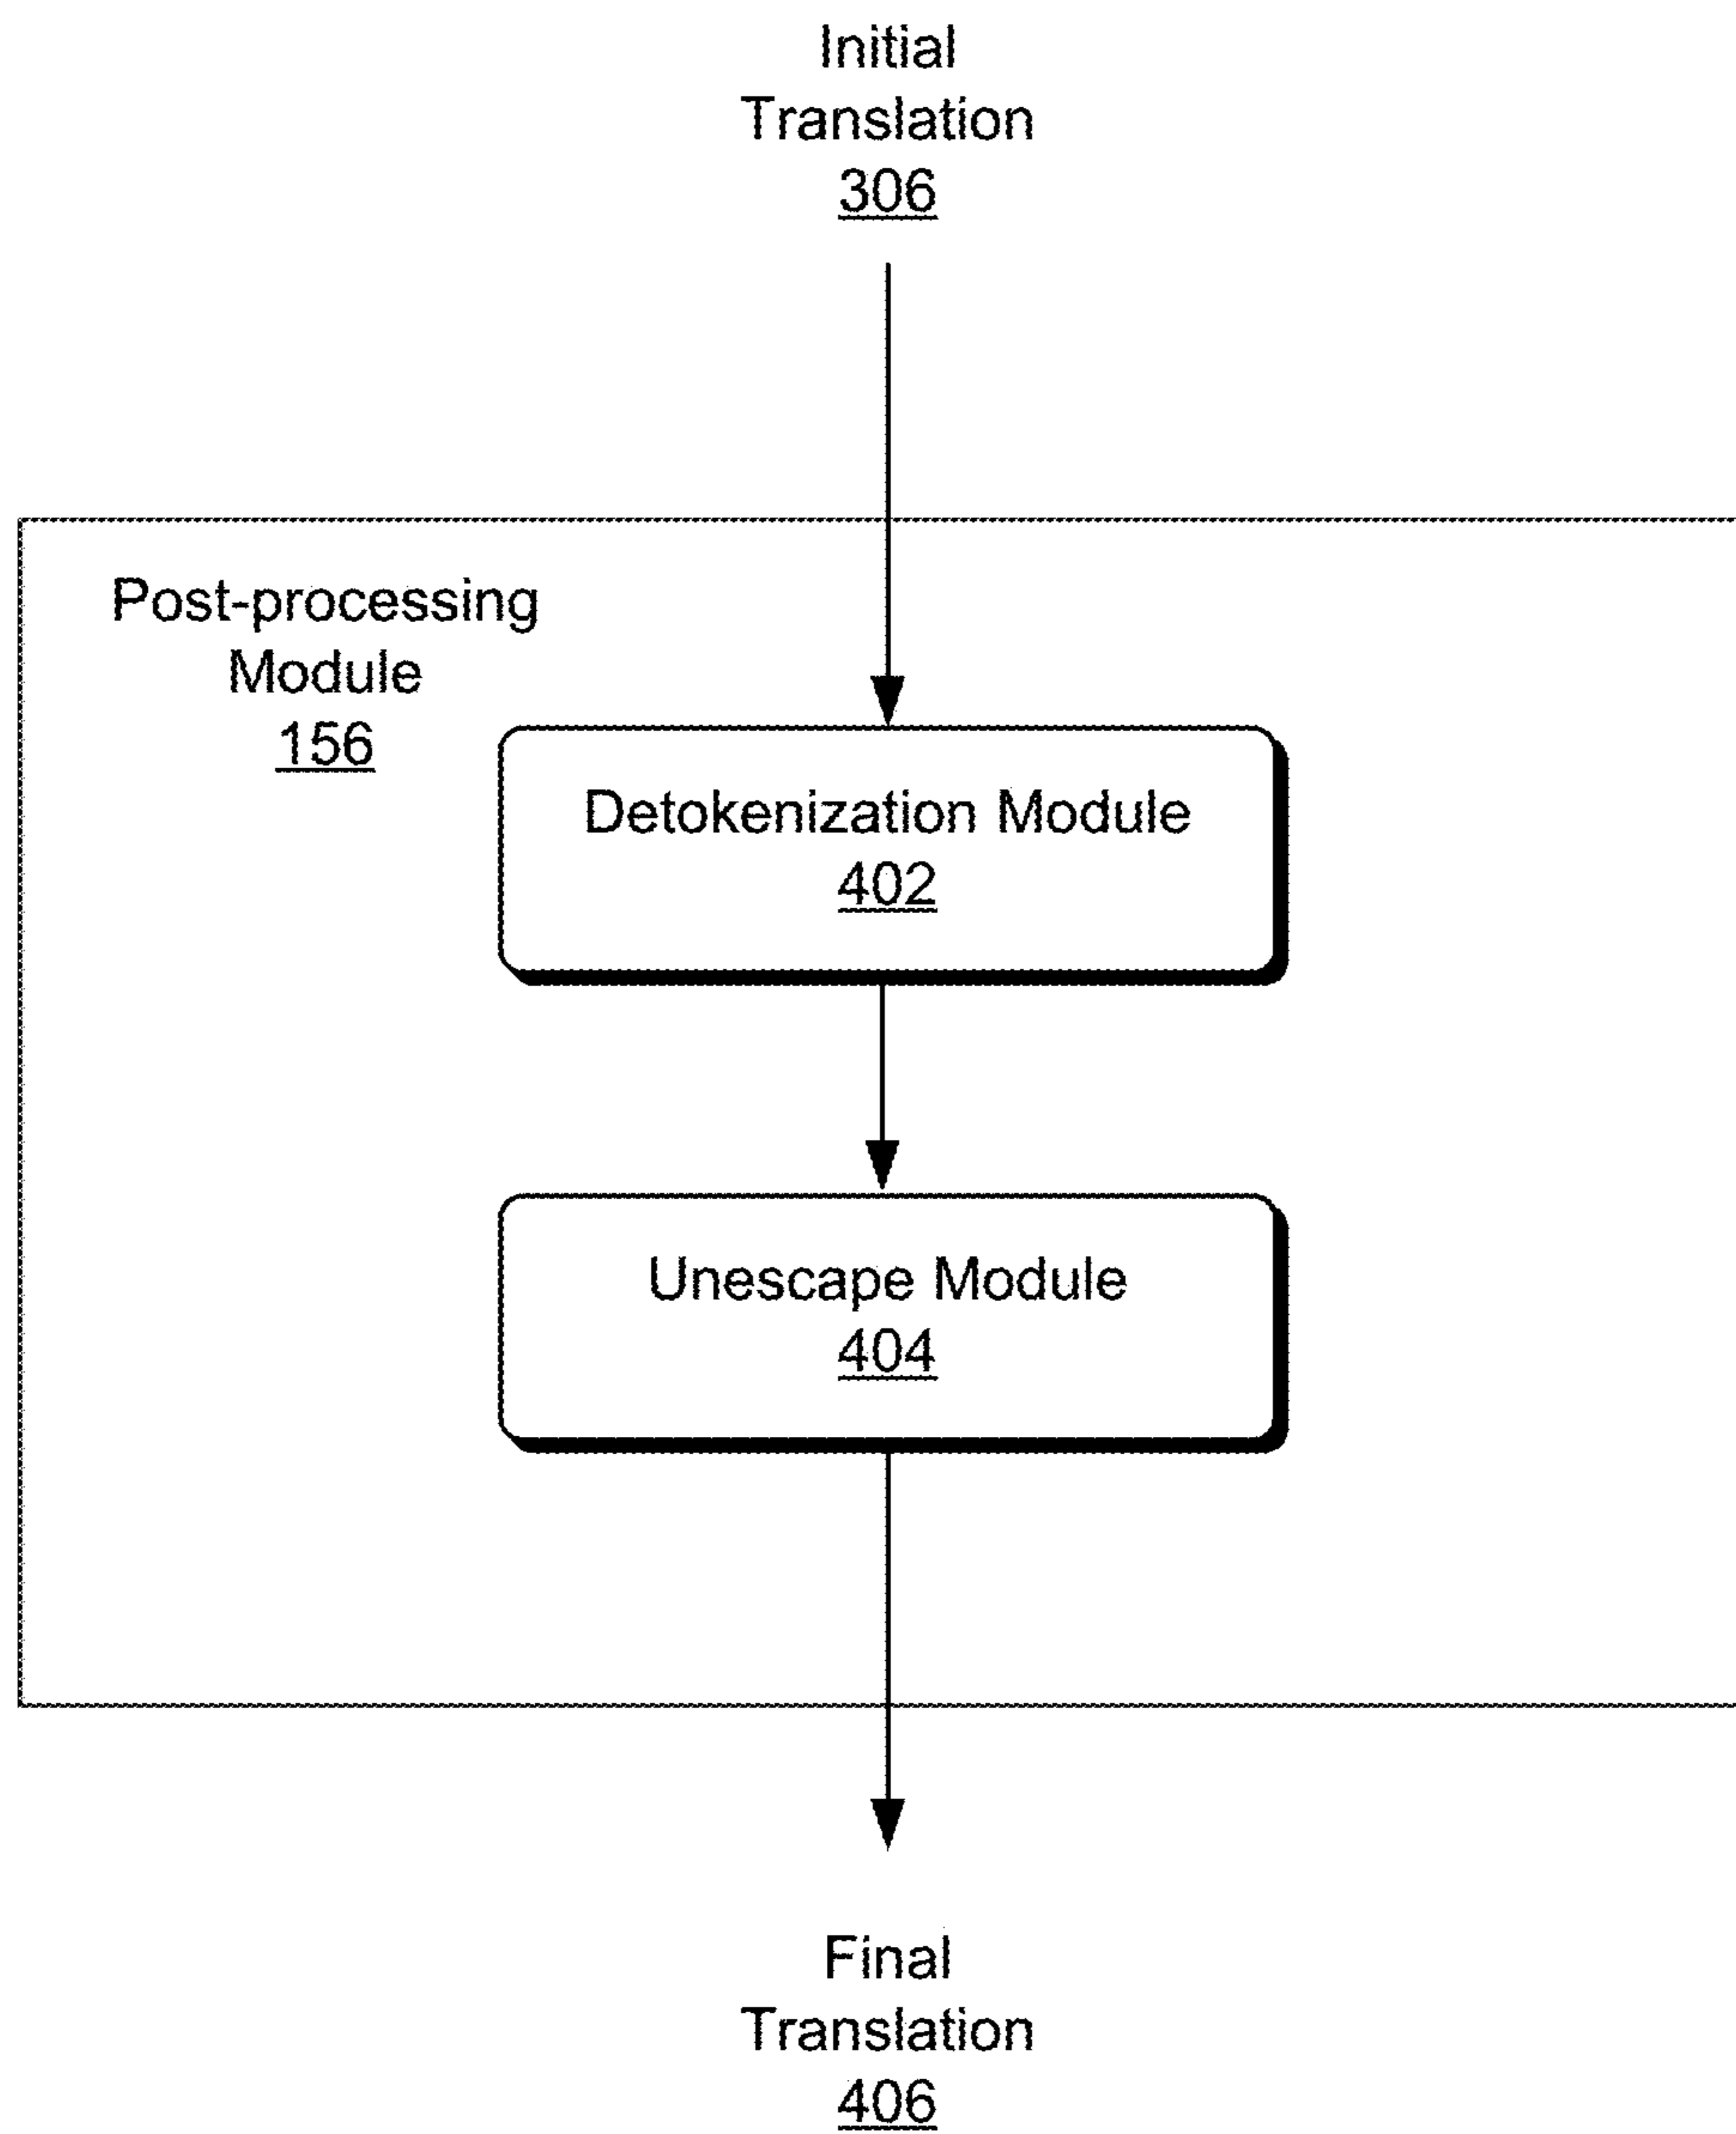 Initial
Translation
306
Post-processing
Module
156
Detokenization Module
402
Unescape Module
404
Final
Translation
406